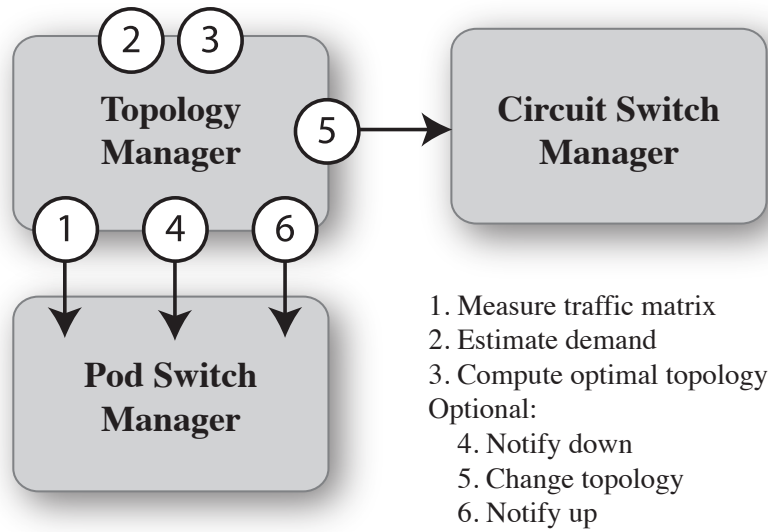 2 3
Topology
Manager
5
Circuit Switch
Manager
1 4 6
Pod Switch
Manager
1. Measure traffic matrix
2. Estimate demand
3. Compute optimal topology
Optional:
4. Notify down
5. Change topology
6. Notify up